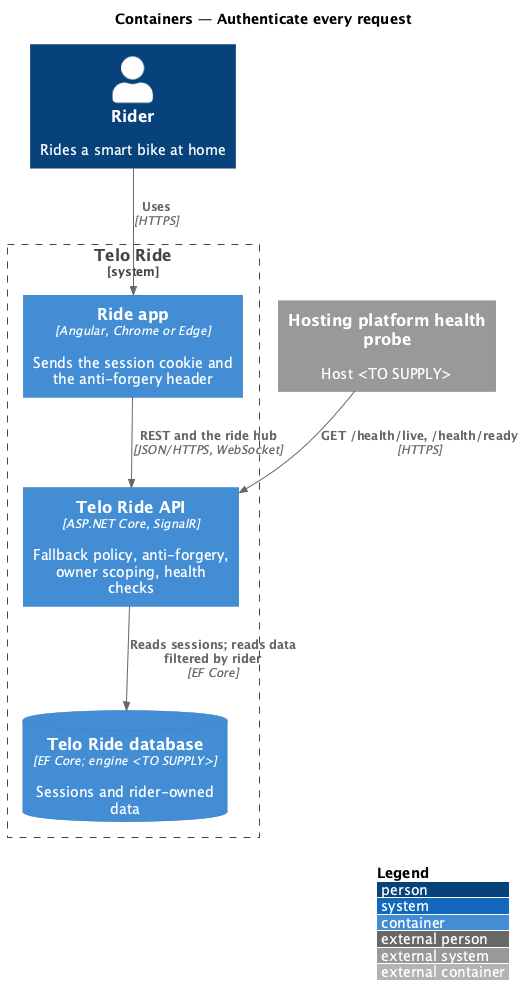 Containers — Authenticate every request
Rider
Rides a smart bike at home
Uses
[HTTPS]
Telo Ride
[system]
Ride app
[Angular, Chrome or Edge]
Sends the session cookie and
the anti-forgery header
Hosting platform health
probe
Host <TO SUPPLY>
REST and the ride hub
[JSON/HTTPS, WebSocket]
GET /health/live, /health/ready
[HTTPS]
Telo Ride API
[ASP.NET Core, SignalR]
Fallback policy, anti-forgery,
owner scoping, health
checks
Reads sessions; reads data
filtered by rider
[EF Core]
Telo Ride database
[EF Core; engine <TO SUPPLY>]
Sessions and rider-owned
data
Legend
person
system
container
external person
external system
external container